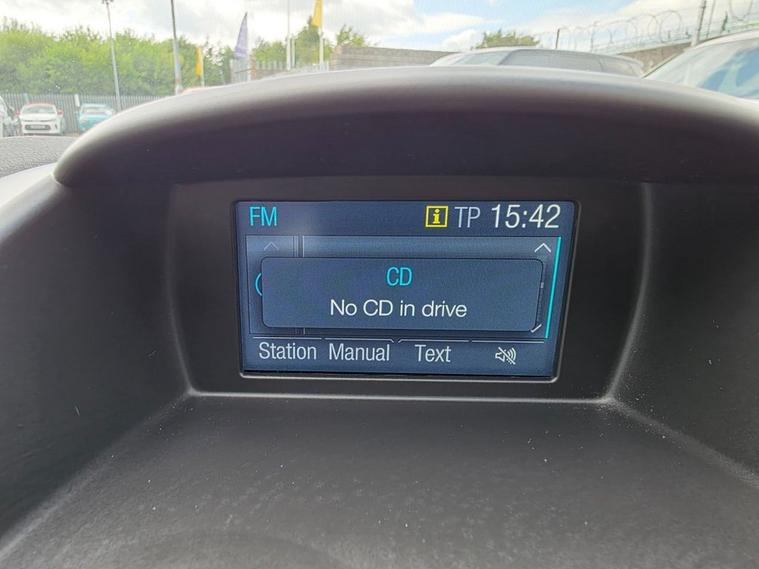 FM i TP 15:42
CD
No CD in drive
Station Manual Text